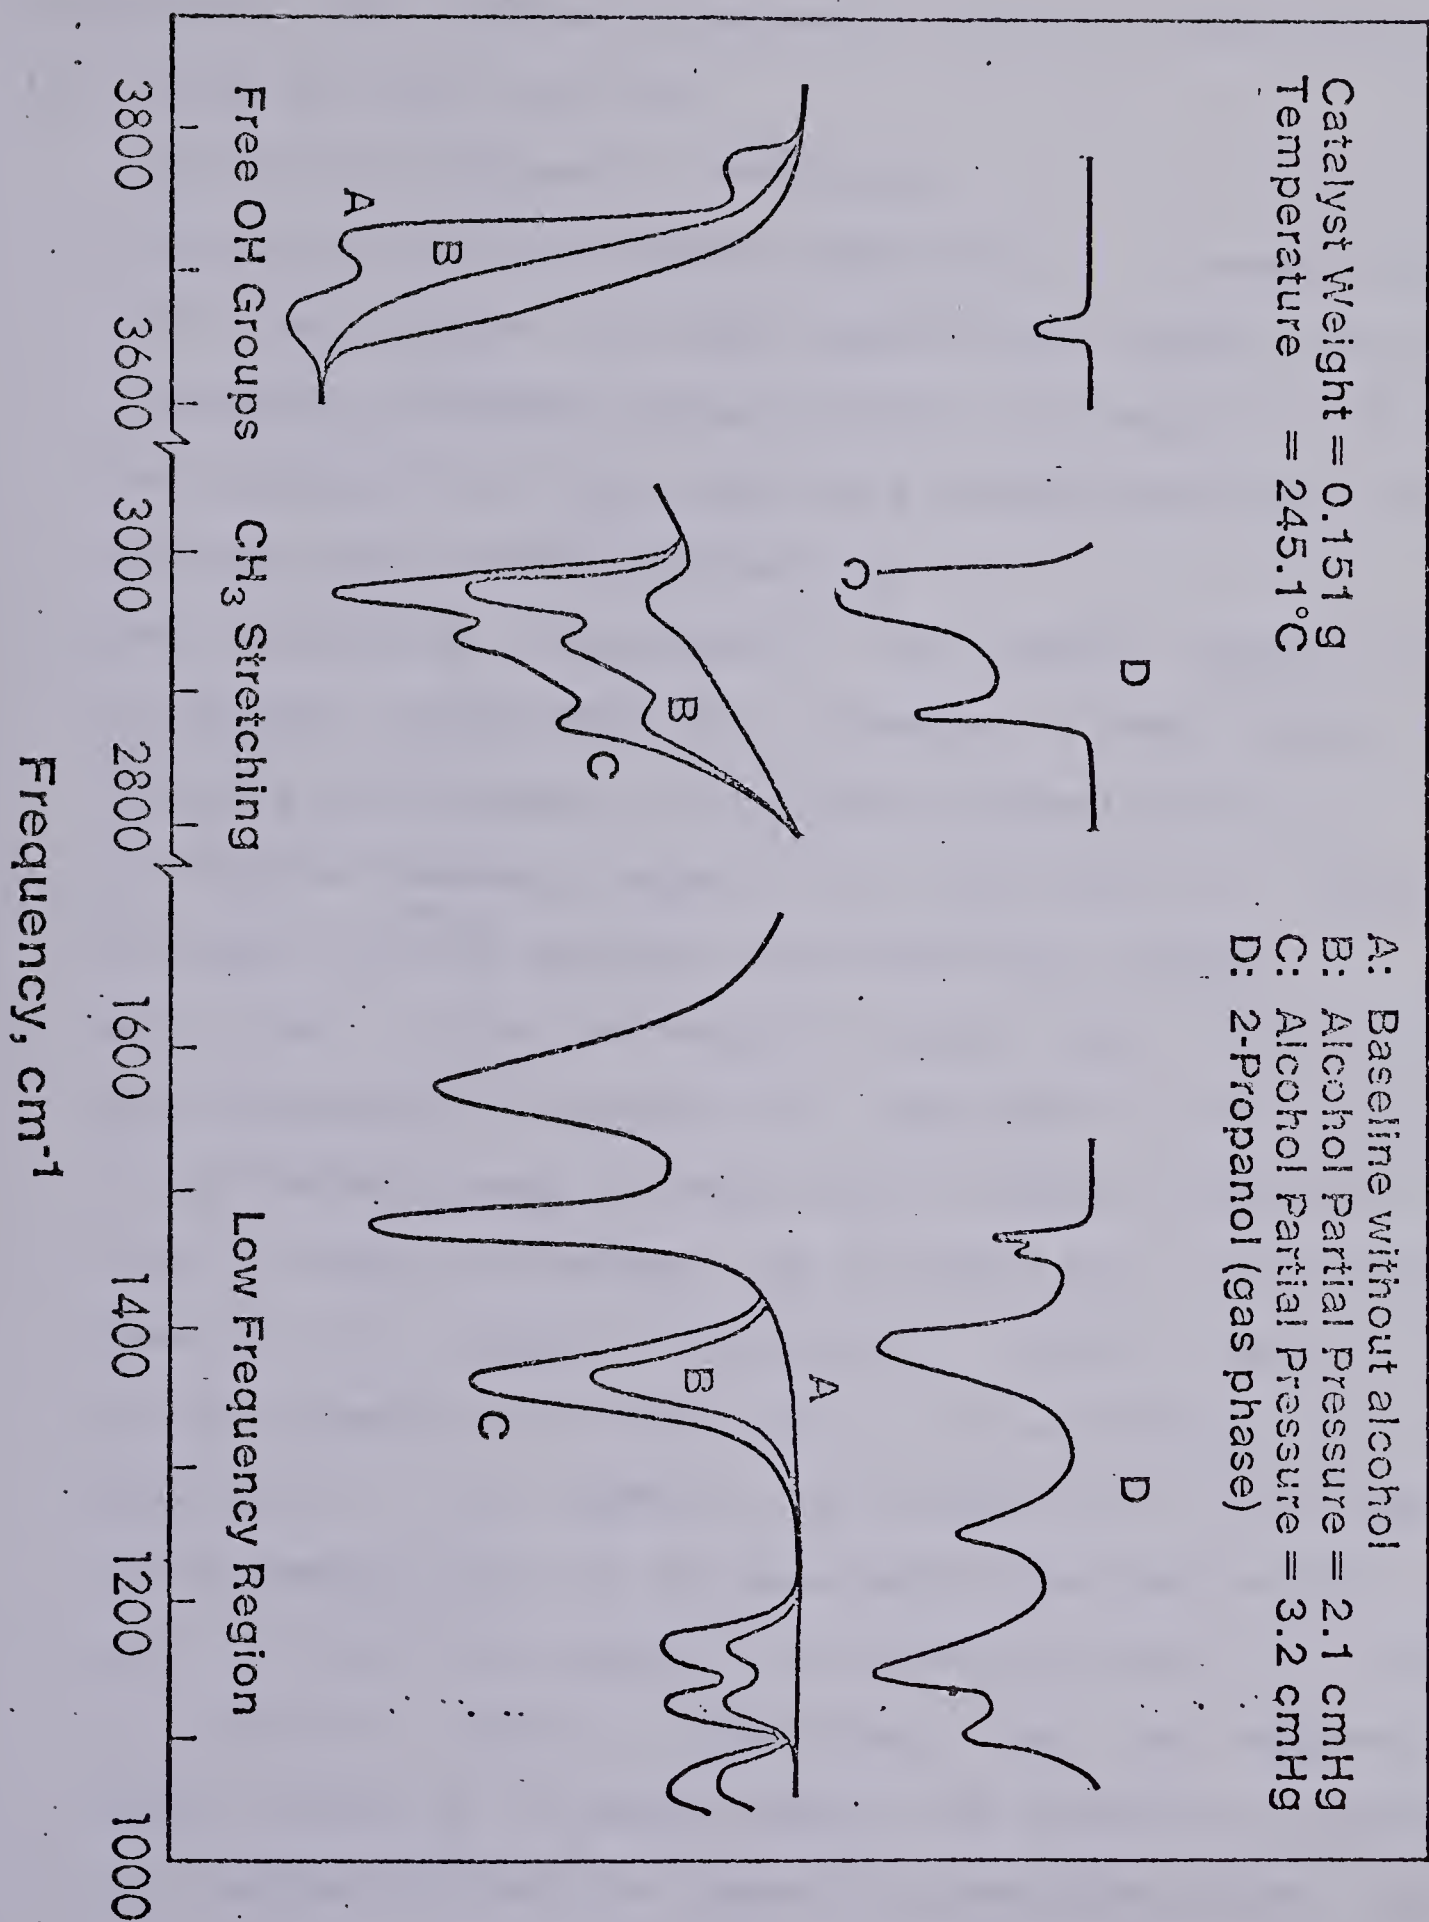 Catalyst Weight = 0.151 g
Temperature = 245.1°C
A: Baseline without alcohol
B: Alcohol Partial Pressure = 2.1 cmHg
C: Alcohol Partial Pressure = 3.2 cmHg
D: 2-Propanol (gas phase)
D
D
C
A
B
B
C
A
B
C
Free OH Groups
CH₃ Stretching
Low Frequency Region
3800
3600
3000
2800
1600
1400
1200
1000
Frequency, cm⁻¹